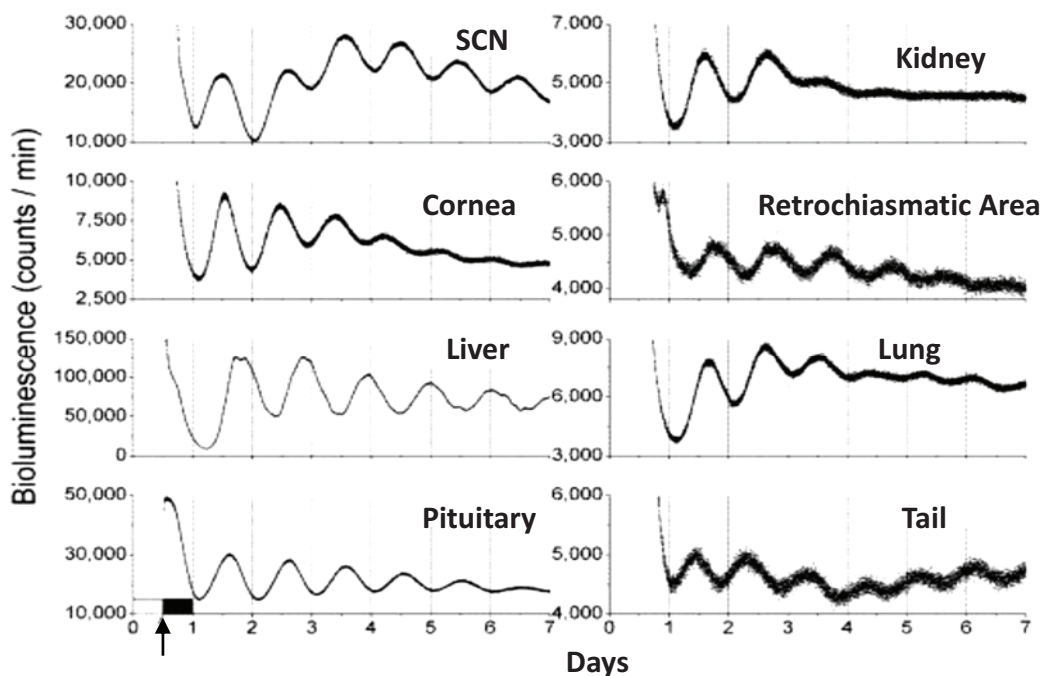 Bioluminescence (counts / min)
30,000
20,000
10,000
SCN
7,000
5,000
3,000
Kidney
10,000
7,500
5,000
2,500
Cornea
6,000
5,000
4,000
Retrochiasmatic Area
150,000
100,000
50,000
0
Liver
9,000
6,000
3,000
Lung
50,000
30,000
10,000
Pituitary
6,000
5,000
4,000
Tail
0 1 2 3 4 5 6 7
0 1 2 3 4 5 6 7
Days